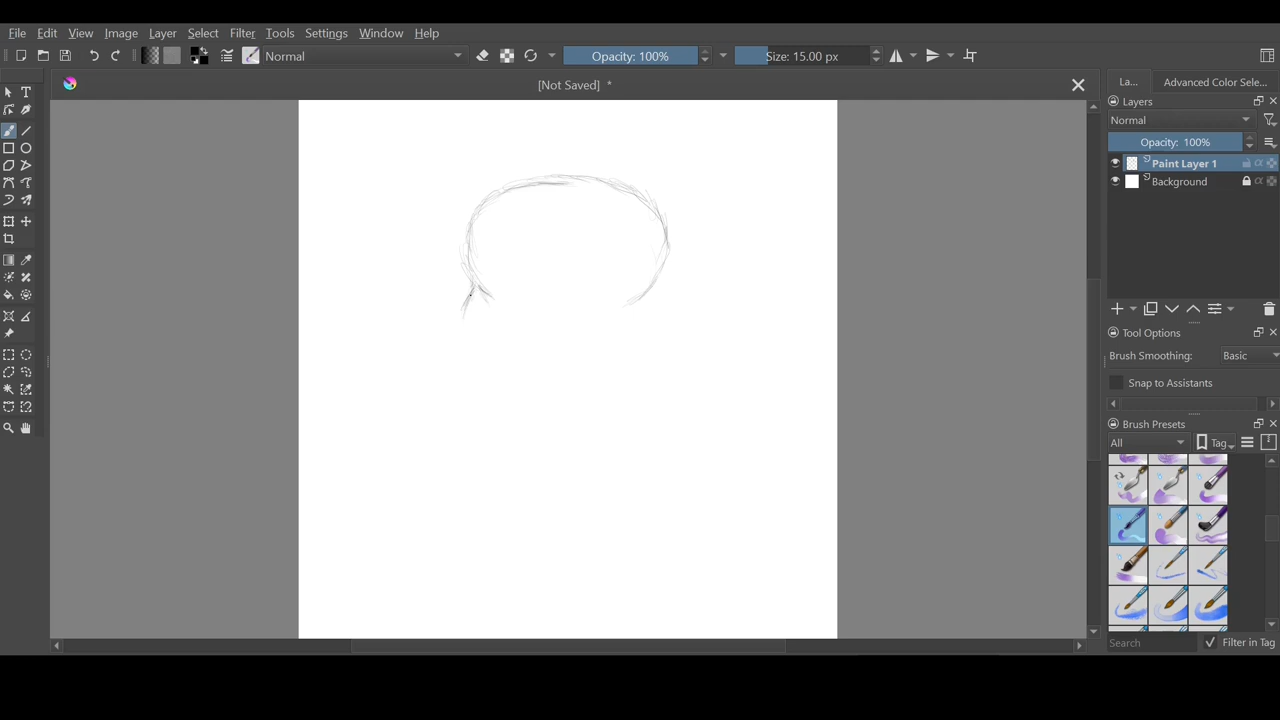 File Edit View Image Layer Select Filter Tools Settings Window Help
Normal Opacity: 100% Size: 15.00 px
[Not Saved] *
La... Advanced Color Sele...
Layers
Normal
Opacity: 100%
Paint Layer 1
Background
Tool Options
Brush Smoothing: Basic
Snap to Assistants
Brush Presets
All Tag
Search Filter in Tag